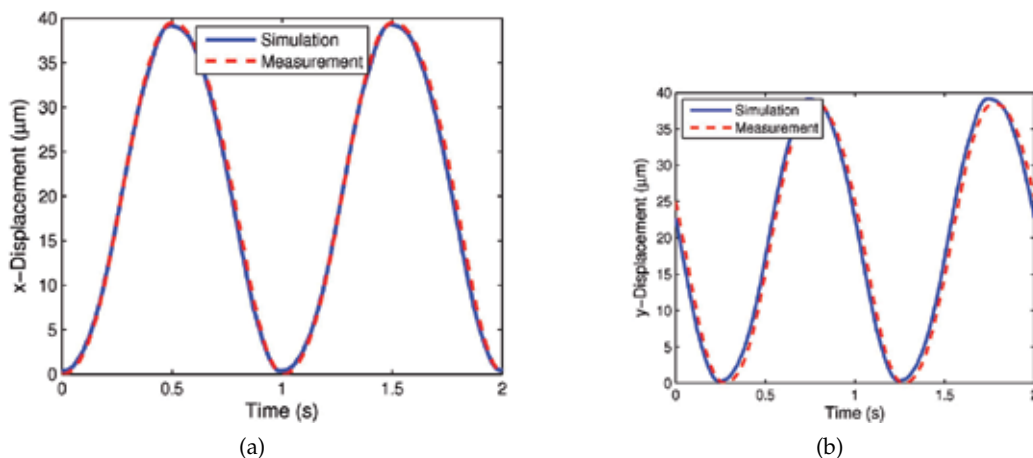 40
35
30
25
20
15
10
5
0
x-Displacement (μm)
Simulation
Measurement
0 0.5 1 1.5 2
Time (s)
(a)
40
35
30
25
20
15
10
5
0
y-Displacement (μm)
Simulation
Measurement
0 0.5 1 1.5 2
Time (s)
(b)